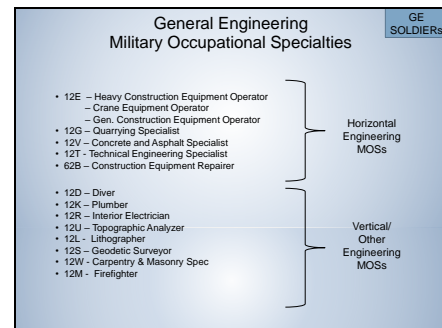 General Engineering
Military Occupational Specialties
GE
SOLDIERs
• 12E – Heavy Construction Equipment Operator
– Crane Equipment Operator
– Gen. Construction Equipment Operator
• 12G – Quarrying Specialist
• 12V – Concrete and Asphalt Specialist
• 12T - Technical Engineering Specialist
• 62B – Construction Equipment Repairer
Horizontal
Engineering
MOSs
• 12D – Diver
• 12K – Plumber
• 12R – Interior Electrician
• 12U – Topographic Analyzer
• 12L - Lithographer
• 12S – Geodetic Surveyor
• 12W – Carpentry & Masonry Spec
• 12M - Firefighter
Vertical/
Other
Engineering
MOSs